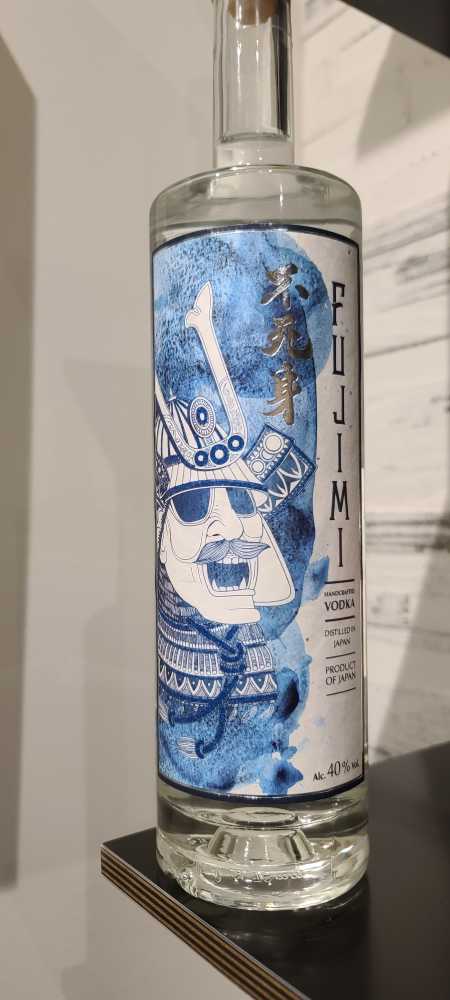 不死身
FUJIMI
HANDCRAFTED
VODKA
DISTILLED IN
JAPAN
PRODUCT
OF JAPAN
Alc. 40% Vol.